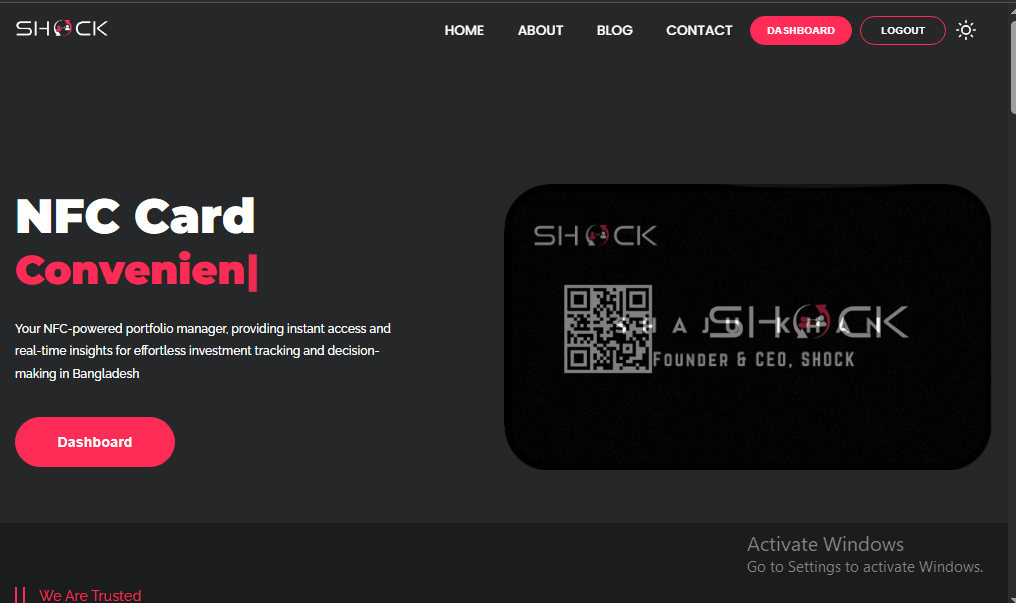 SHOCK
HOME ABOUT BLOG CONTACT DASHBOARD LOGOUT
NFC Card
Convenien|
Your NFC-powered portfolio manager, providing instant access and
real-time insights for effortless investment tracking and decision-
making in Bangladesh
Dashboard
SHOCK
SHAJU KHAN
SHOCK
FOUNDER & CEO, SHOCK
Activate Windows
Go to Settings to activate Windows.
We Are Trusted